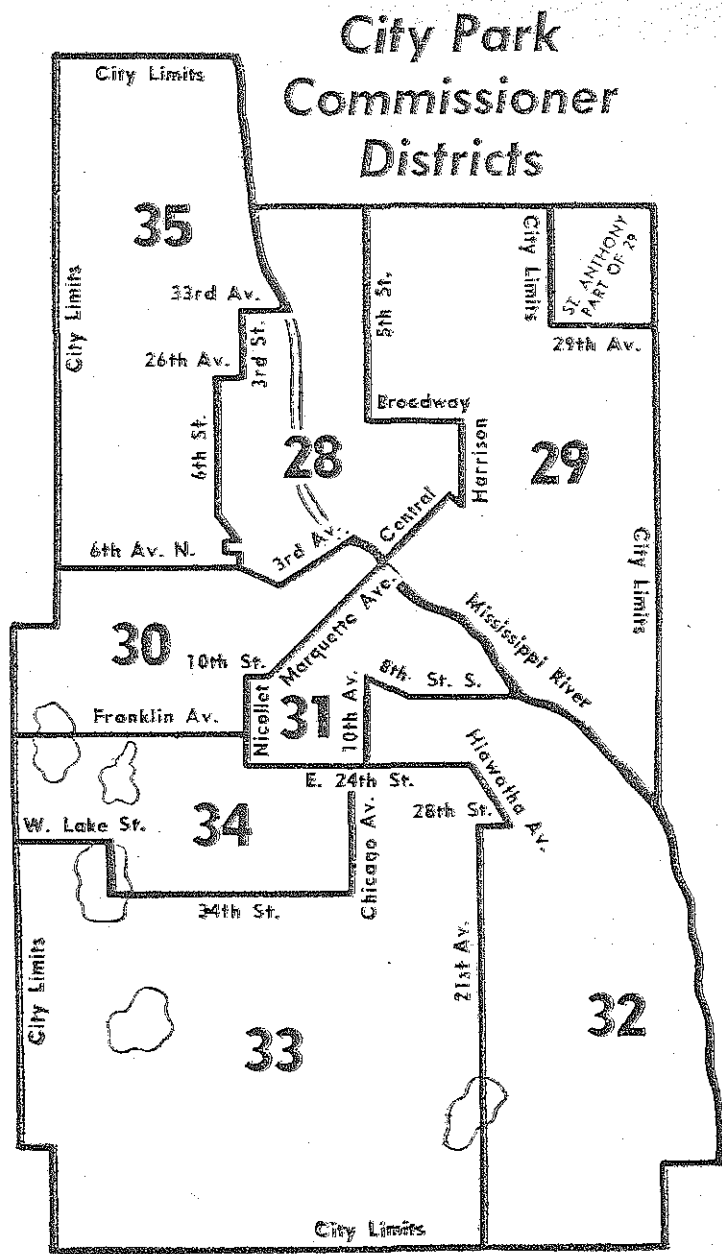 City Park
Commissioner
Districts
City Limits
35
City Limits
33rd Av.
3rd St.
26th Av.
6th St.
6th Av. N.
5th St.
City Limits
ST. ANTHONY
PART OF 29
29th Av.
Broadway
Harrison
28
29
3rd Av.
Central
City Limits
Marquette Ave.
Mississippi River
30
10th St.
Nicollet
31
10th Av.
8th St. S.
Franklin Av.
E. 24th St.
Hiawatha Av.
28th St.
W. Lake St.
34
Chicago Av.
34th St.
City Limits
21st Av.
33
32
City Limits